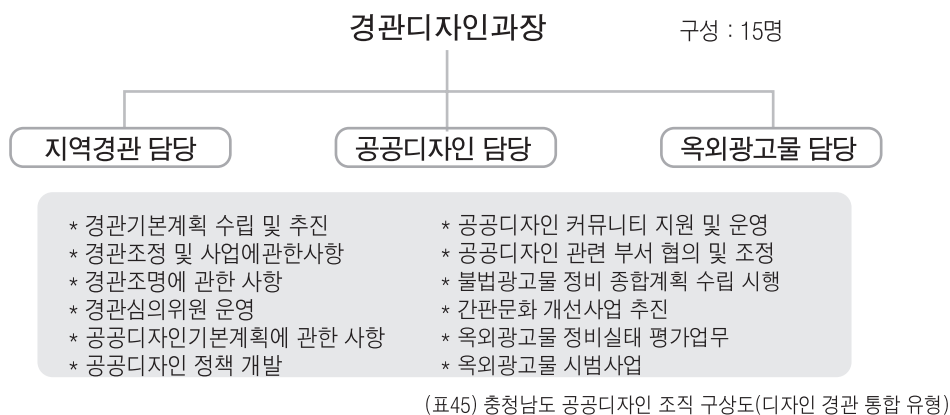 경관디자인과장
구성 : 15명
지역경관 담당
공공디자인 담당
옥외광고물 담당
* 경관기본계획 수립 및 추진
* 경관조정 및 사업에관한사항
* 경관조명에 관한 사항
* 경관심의위원 운영
* 공공디자인기본계획에 관한 사항
* 공공디자인 정책 개발
* 공공디자인 커뮤니티 지원 및 운영
* 공공디자인 관련 부서 협의 및 조정
* 불법광고물 정비 종합계획 수립 시행
* 간판문화 개선사업 추진
* 옥외광고물 정비실태 평가업무
* 옥외광고물 시범사업
(표45) 충청남도 공공디자인 조직 구상도(디자인 경관 통합 유형)